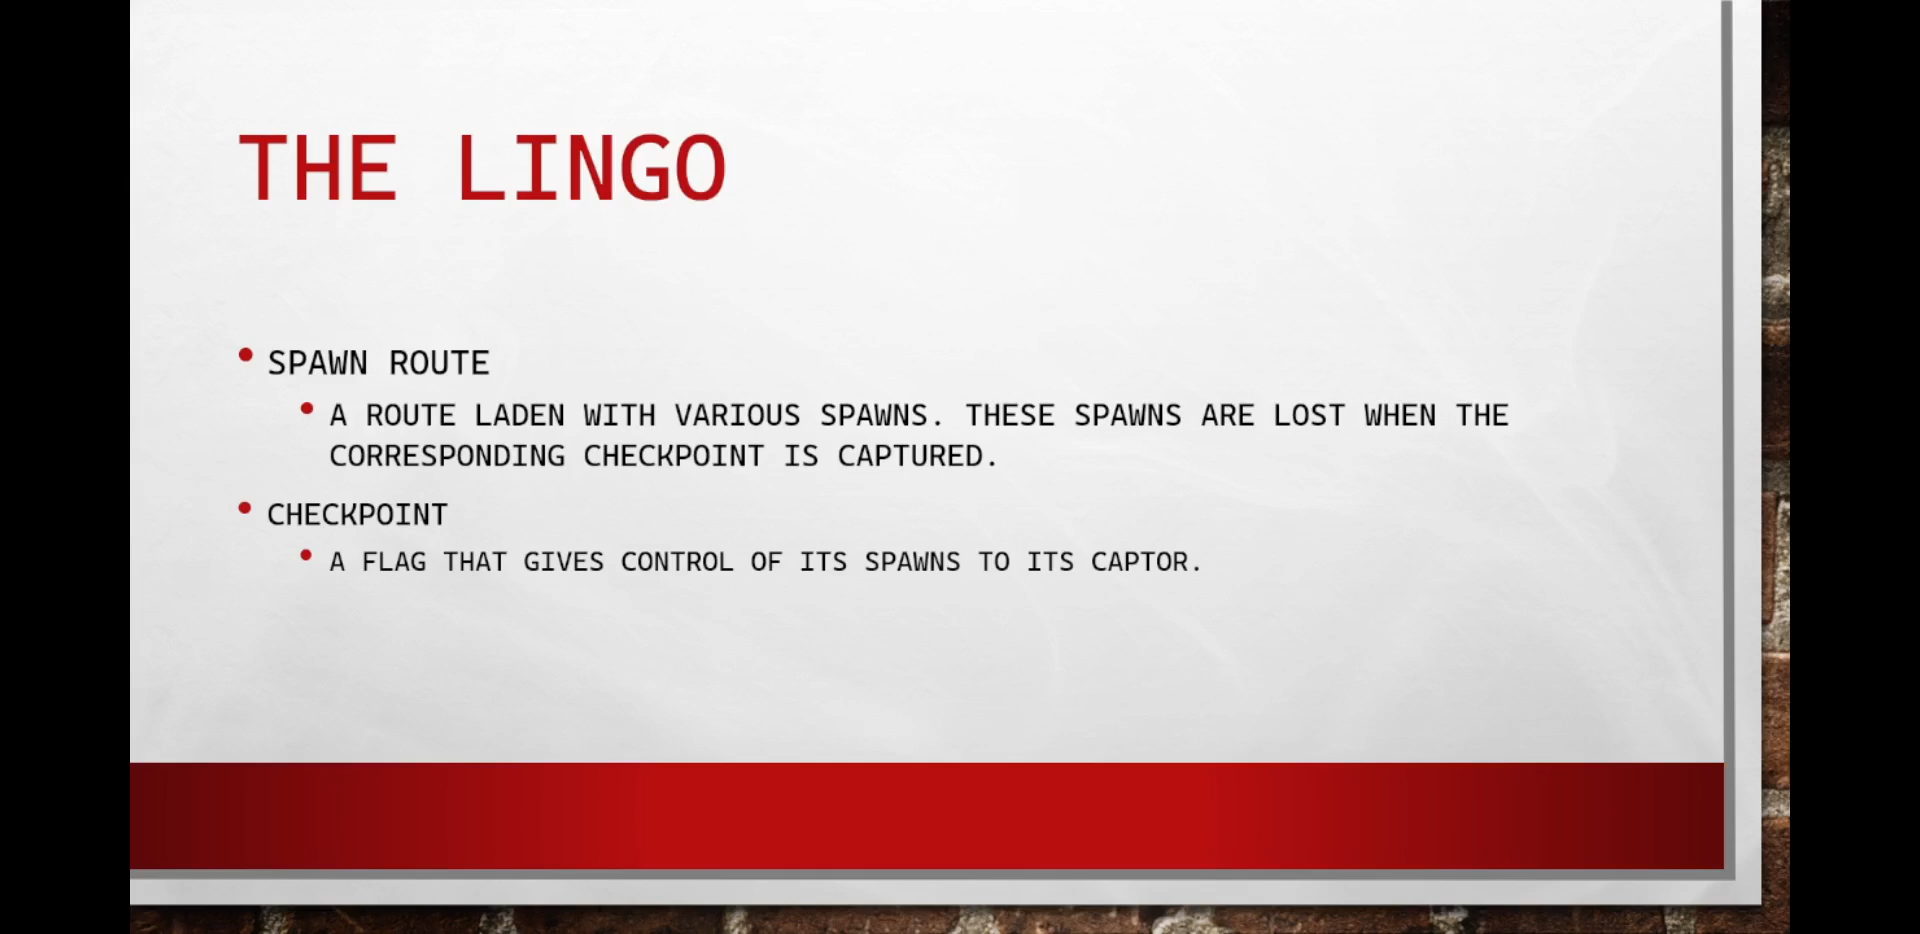 THE LINGO
SPAWN ROUTE
A ROUTE LADEN WITH VARIOUS SPAWNS. THESE SPAWNS ARE LOST WHEN THE
CORRESPONDING CHECKPOINT IS CAPTURED.
CHECKPOINT
A FLAG THAT GIVES CONTROL OF ITS SPAWNS TO ITS CAPTOR.